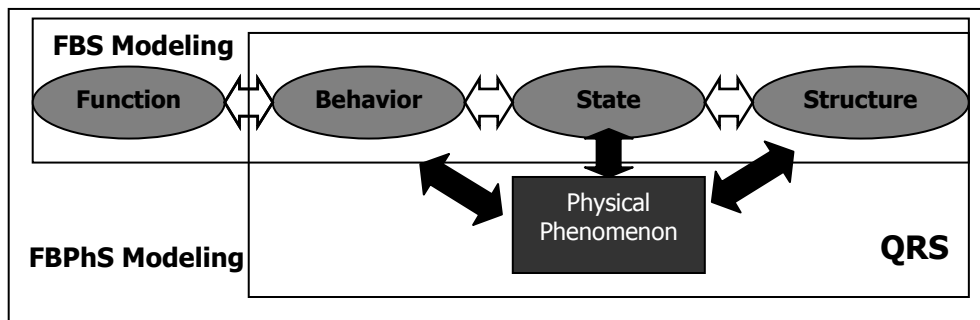 FBS Modeling
Function
Behavior
State
Structure
Physical
Phenomenon
FBPhS Modeling
QRS